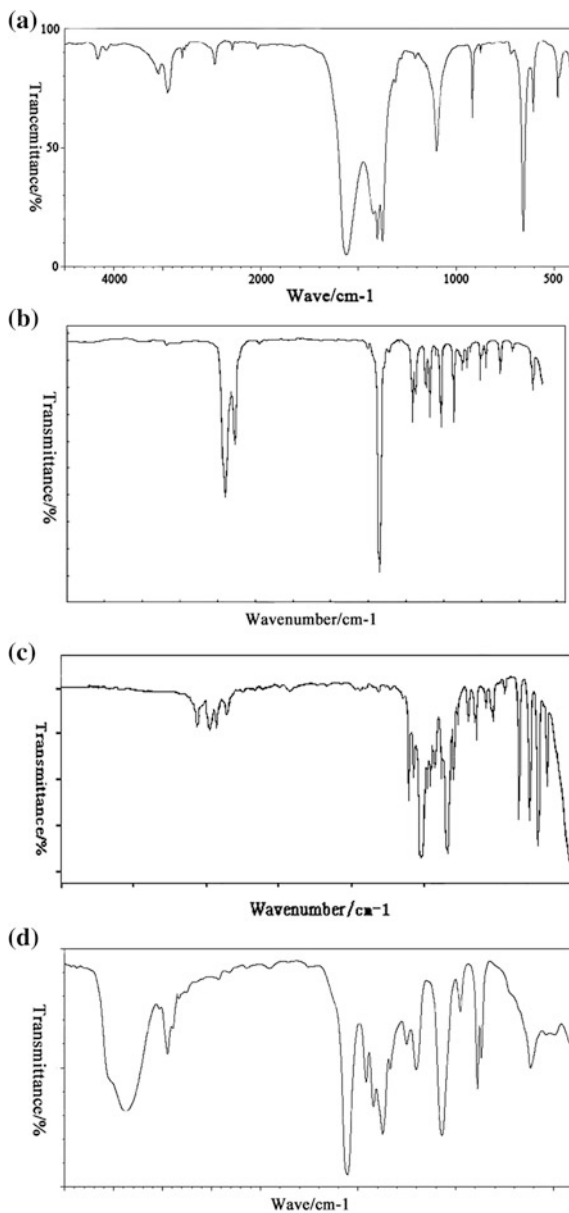 (a)
100
50
0
Trancemittance/%
4000 2000 1000 500
Wave/cm-1
(b)
Transmittance/%
Wavenumber/cm-1
(c)
Transmittance/%
Wavenumber/cm-1
(d)
Transmittance/%
Wave/cm-1